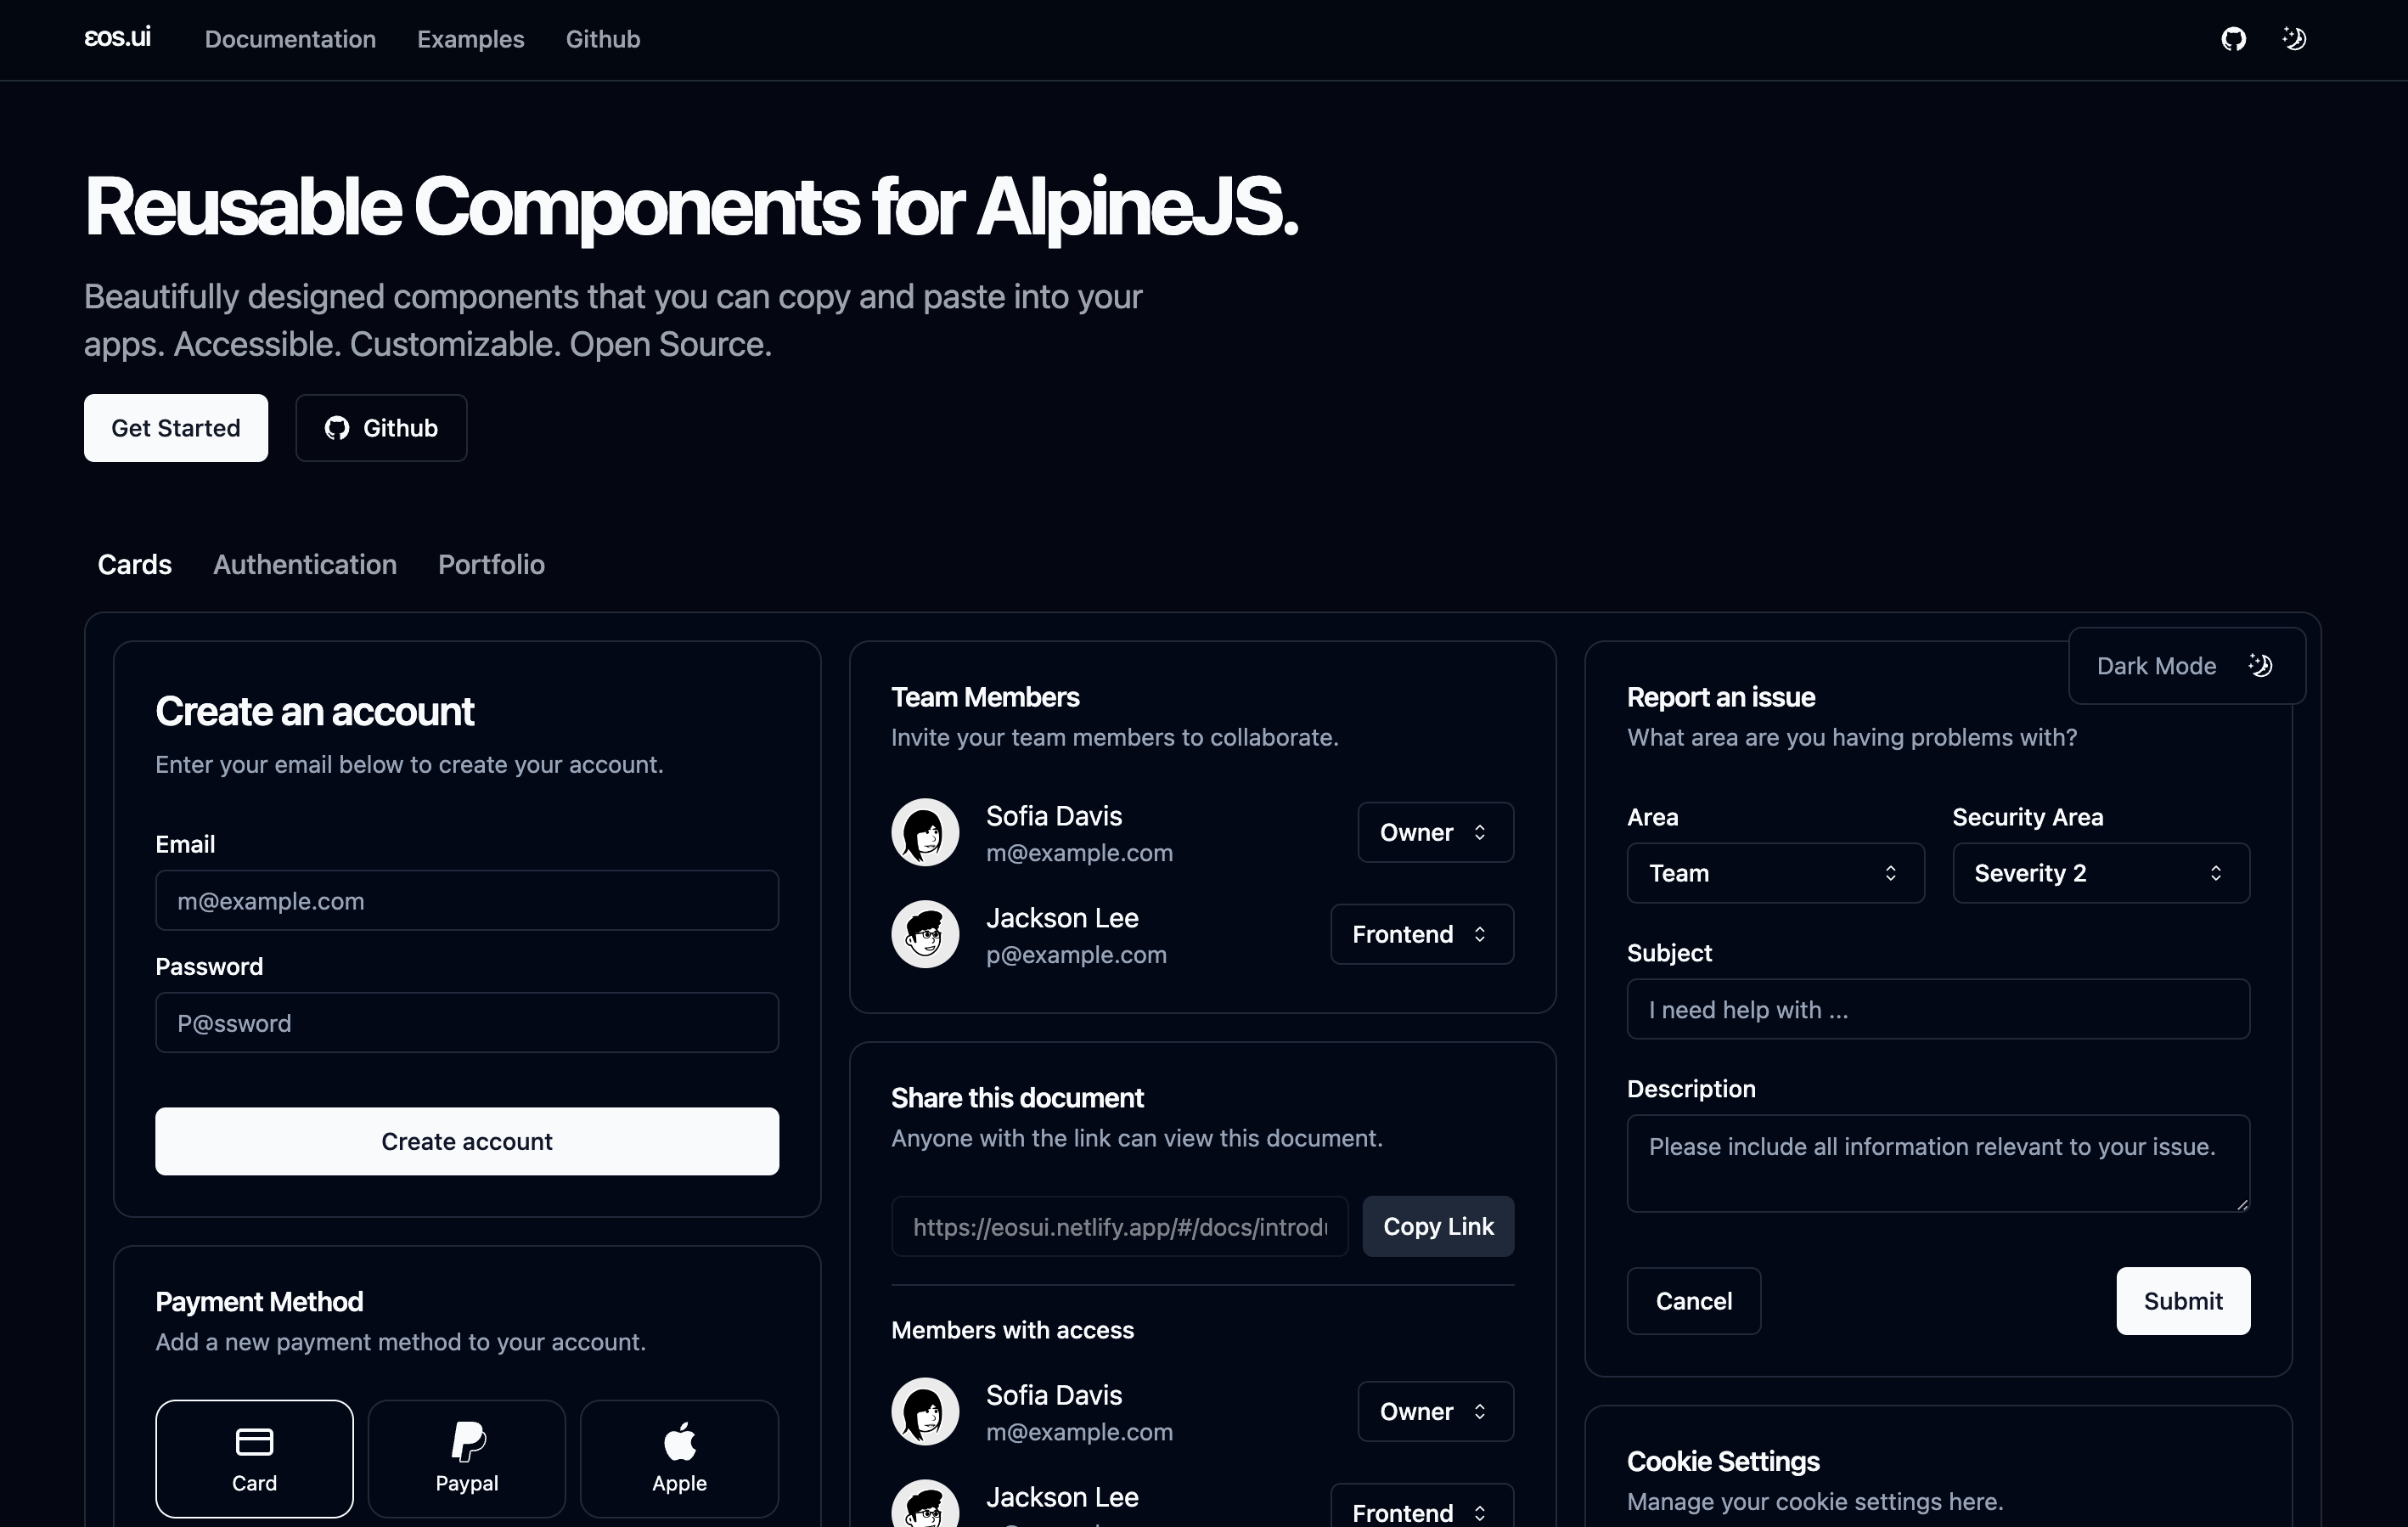 εos.ui
Documentation
Examples
Github
Reusable Components for AlpineJS.
Beautifully designed components that you can copy and paste into your
apps. Accessible. Customizable. Open Source.
Get Started
Github
Cards
Authentication
Portfolio
Dark Mode
Create an account
Enter your email below to create your account.
Email
m@example.com
Password
P@ssword
Create account
Payment Method
Add a new payment method to your account.
Card
Paypal
Apple
Team Members
Invite your team members to collaborate.
Sofia Davis
m@example.com
Owner
Jackson Lee
p@example.com
Frontend
Share this document
Anyone with the link can view this document.
https://eosui.netlify.app/#/docs/introd
Copy Link
Members with access
Sofia Davis
m@example.com
Owner
Jackson Lee
Frontend
Report an issue
What area are you having problems with?
Area
Team
Security Area
Severity 2
Subject
I need help with ...
Description
Please include all information relevant to your issue.
Cancel
Submit
Cookie Settings
Manage your cookie settings here.